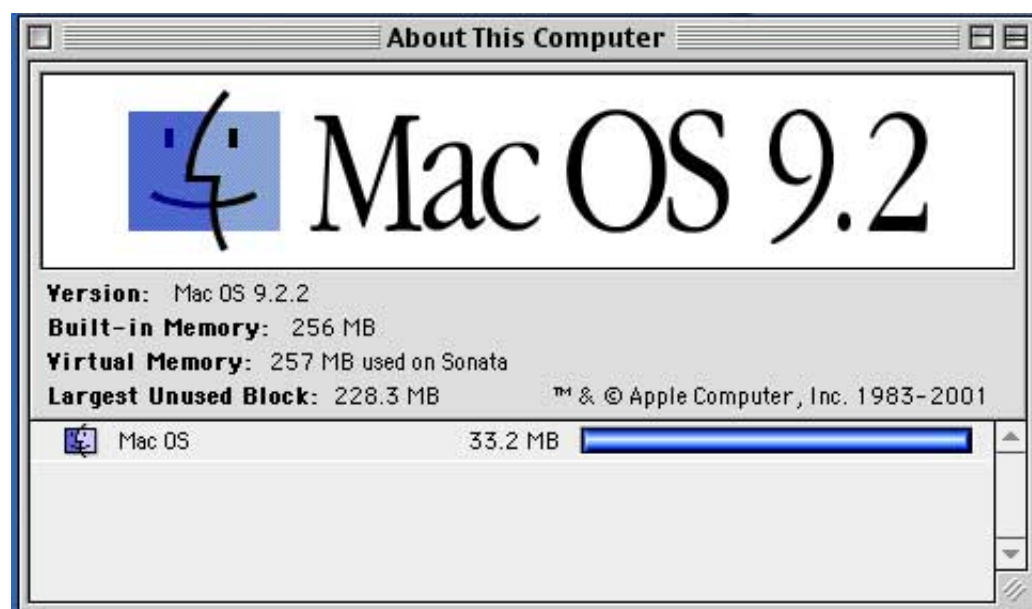 About This Computer
Mac OS 9.2
Version: Mac OS 9.2.2
Built-in Memory: 256 MB
Virtual Memory: 257 MB used on Sonata
Largest Unused Block: 228.3 MB ™ & © Apple Computer, Inc. 1983-2001
Mac OS 33.2 MB